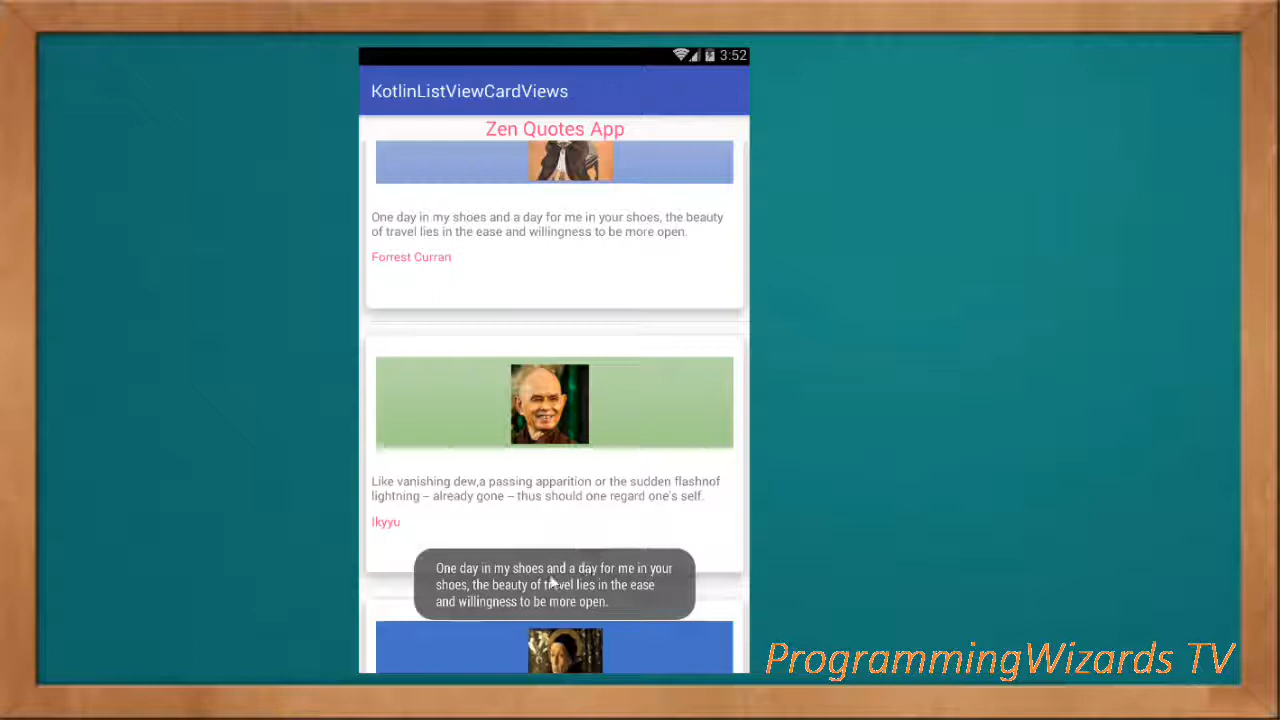 3:52
KotlinListViewCardViews
Zen Quotes App
One day in my shoes and a day for me in your shoes, the beauty
of travel lies in the ease and willingness to be more open.
Forrest Curran
Like vanishing dew,a passing apparition or the sudden flashnof
lightning – already gone – thus should one regard one's self.
Ikyyu
One day in my shoes and a day for me in your
shoes, the beauty of travel lies in the ease
and willingness to be more open.
ProgrammingWizards TV